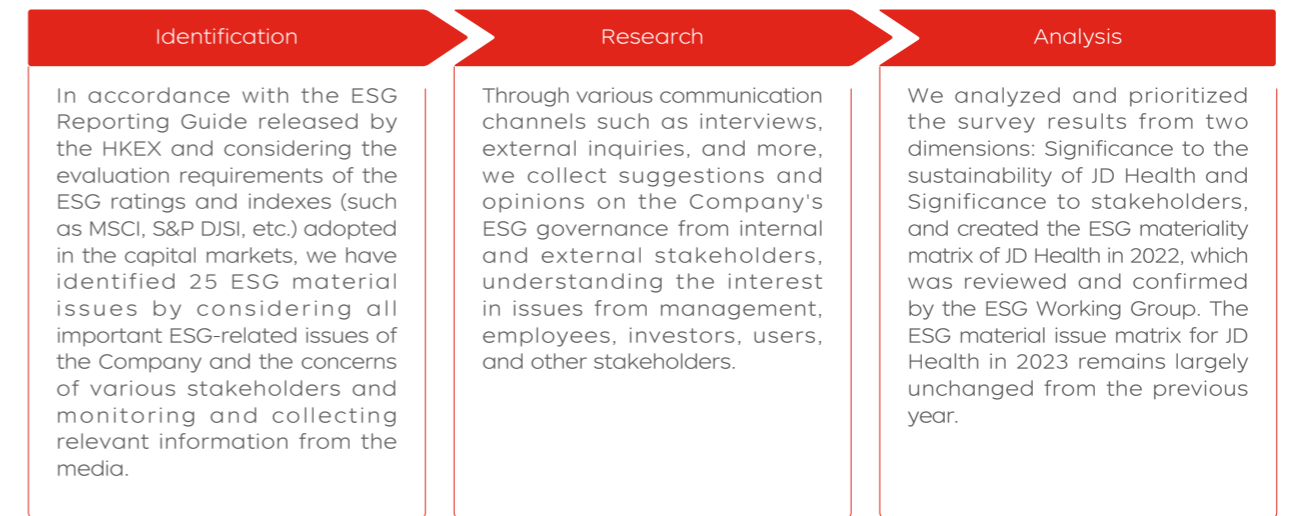 Identification
In accordance with the ESG
Reporting Guide released by
the HKEX and considering the
evaluation requirements of the
ESG ratings and indexes (such
as MSCI, S&P DJSI, etc.) adopted
in the capital markets, we have
identified 25 ESG material
issues by considering all
important ESG-related issues of
the Company and the concerns
of various stakeholders and
monitoring and collecting
relevant information from the
media.
Research
Through various communication
channels such as interviews,
external inquiries, and more,
we collect suggestions and
opinions on the Company's
ESG governance from internal
and external stakeholders,
understanding the interest
in issues from management,
employees, investors, users,
and other stakeholders.
Analysis
We analyzed and prioritized
the survey results from two
dimensions: Significance to the
sustainability of JD Health and
Significance to stakeholders,
and created the ESG materiality
matrix of JD Health in 2022, which
was reviewed and confirmed
by the ESG Working Group. The
ESG material issue matrix for JD
Health in 2023 remains largely
unchanged from the previous
year.